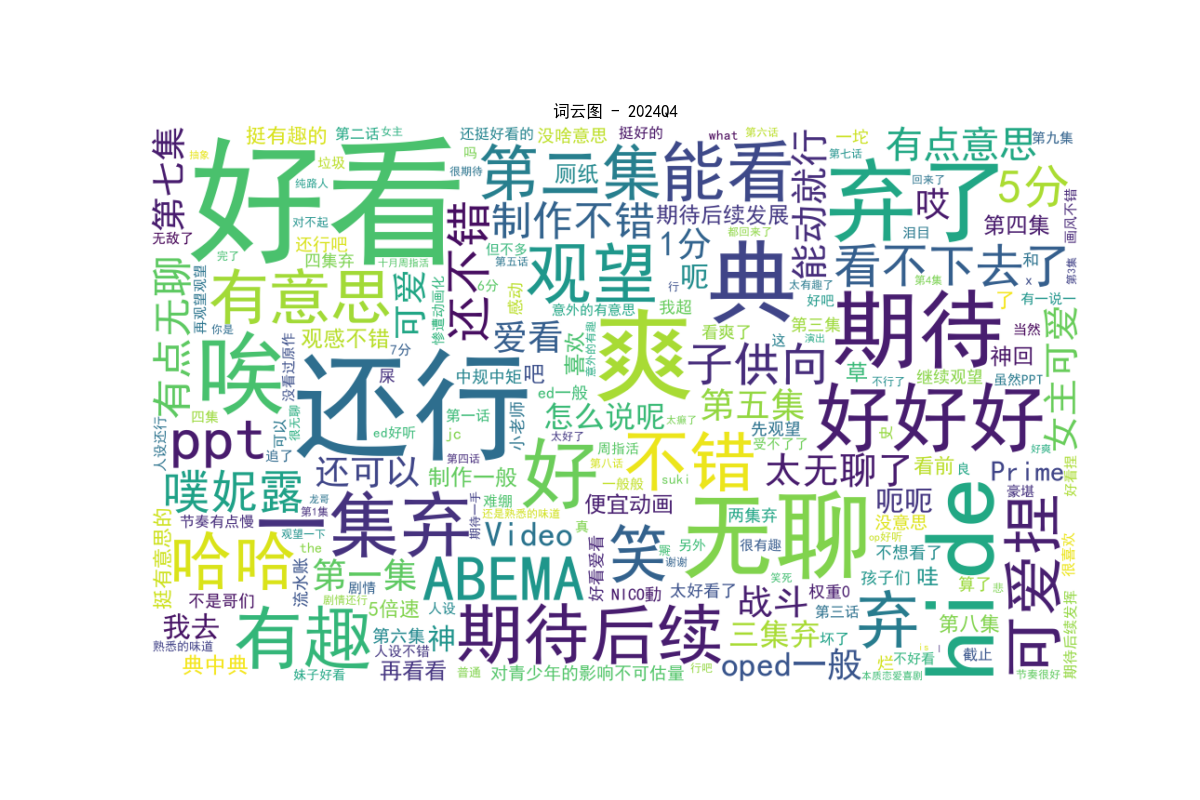 词云图 - 2024Q4
第七集
挺有趣的
第二话
女主
还挺好看的
没啥意思
挺好的
what
第六话
一坨
有点意思
第九集
抽象
垃圾
好看
吗
第二集
厕纸
能看
能动就行
第七话
弃了
回来了
哎
5分
纯路人
很期待
无敌了
对不起
还不错
制作不错
期待后续发展
1分
典
泪目
第四集
画风不错
还行吧
完了
四集弃
十月周指活
但不多
第五话
观望
都回来了
呃
行
太有趣了
看不下去了
和
第4集
x
第3集
有点无聊
再观望观望
有意思
可爱
惨遭动画化
6分
感动
意外的有意思
我超
好吧
期待
了
有一说一
你是
观感不错
7分
爱看
喜欢
意外的有趣
爽
看爽了
这
第三集
演出
当然
女主可爱
唉
没看过原作
很无聊
还行
屎
中规中矩
吧
ed一般
子供向
草
不行了
继续观望
神回
虽然PPT
四集
人设还行
ppt
可以
追了
ed好听
第一话
jc
第四话
小老师
怎么说呢
太好了
周指活
第五集
太癫了
先观望
受不了了
史
好好好
好爽
噗妮露
还可以
制作一般
好
第八话
一般般
suki
不错
太无聊了
看前
良
Prime
好看捏
节奏有点慢
龙哥
第1集
一集弃
期待一手
难绷
还是熟悉的味道
便宜动画
两集弃
无聊
呃呃
豪堪
没意思
op好听
hide
可爱捏
很喜欢
挺有意思的
哈哈
观望一下
the
流水账
剧情
第一集
Video
真
笑
谢谢
另外
很有趣
不想看了
不是哥们
剧情还行
ABEMA
好看爱看
NICO動
太好看了
笑死
孩子们
哇
算了
悲
权重0
我去
有趣
5倍速
人设
第六集
神
期待后续
战斗
第三话
弃
第八集
三集弃
坏了
熟悉的味道
典中典
人设不错
再看看
普通
妹子好看
对青少年的影响不可估量
行吧
oped一般
烂
不好看
is
截止
本质恋爱喜剧
节奏很好
期待后续发挥